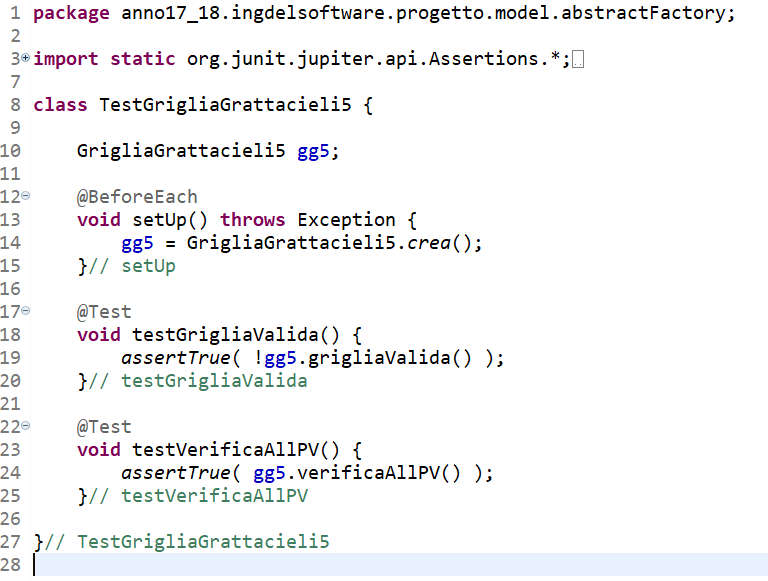 1 package anno17_18.ingdelsoftware.progetto.model.abstractFactory;
2
3 import static org.junit.jupiter.api.Assertions.*;
7
8 class TestGrigliaGrattacieli5 {
9
10     GrigliaGrattacieli5 gg5;
11
12     @BeforeEach
13     void setUp() throws Exception {
14         gg5 = GrigliaGrattacieli5.crea();
15     }// setUp
16
17     @Test
18     void testGrigliaValida() {
19         assertTrue( !gg5.grigliaValida() );
20     }// testGrigliaValida
21
22     @Test
23     void testVerificaAllPV() {
24         assertTrue( gg5.verificaAllPV() );
25     }// testVerificaAllPV
26
27 }// TestGrigliaGrattacieli5
28